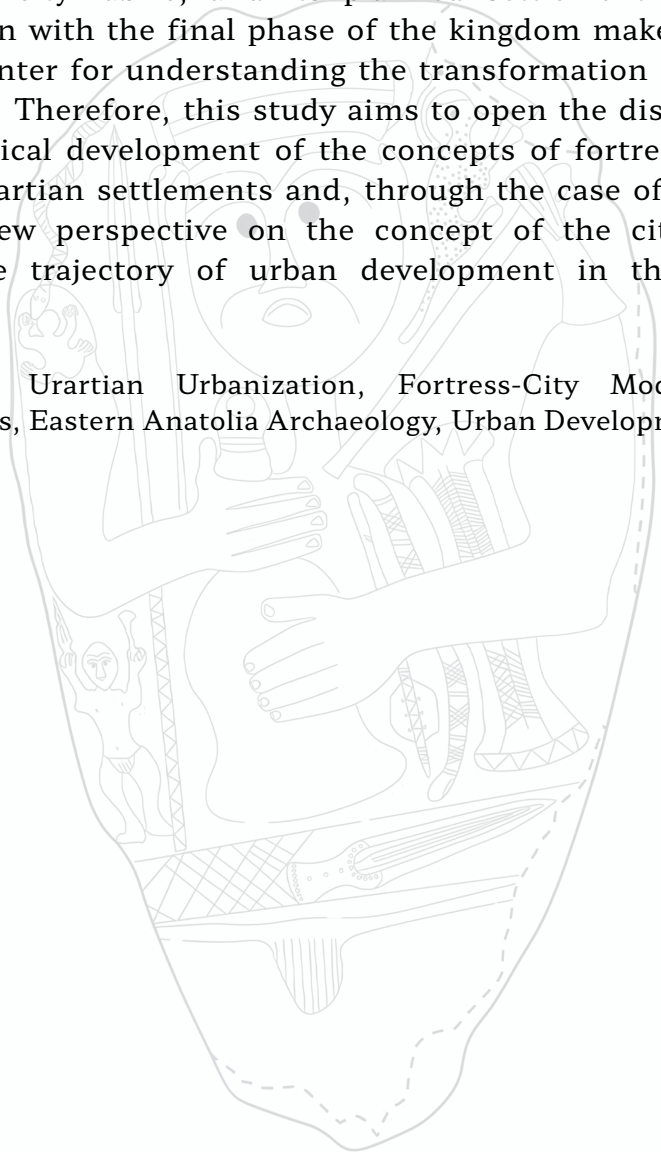 n with the final phase of the kingdom make
nter for understanding the transformation
Therefore, this study aims to open the dis
ical development of the concepts of fortre
artian settlements and, through the case of
ew perspective on the concept of the cit
e trajectory of urban development in th
Urartian Urbanization, Fortress-City Mod
s, Eastern Anatolia Archaeology, Urban Developm